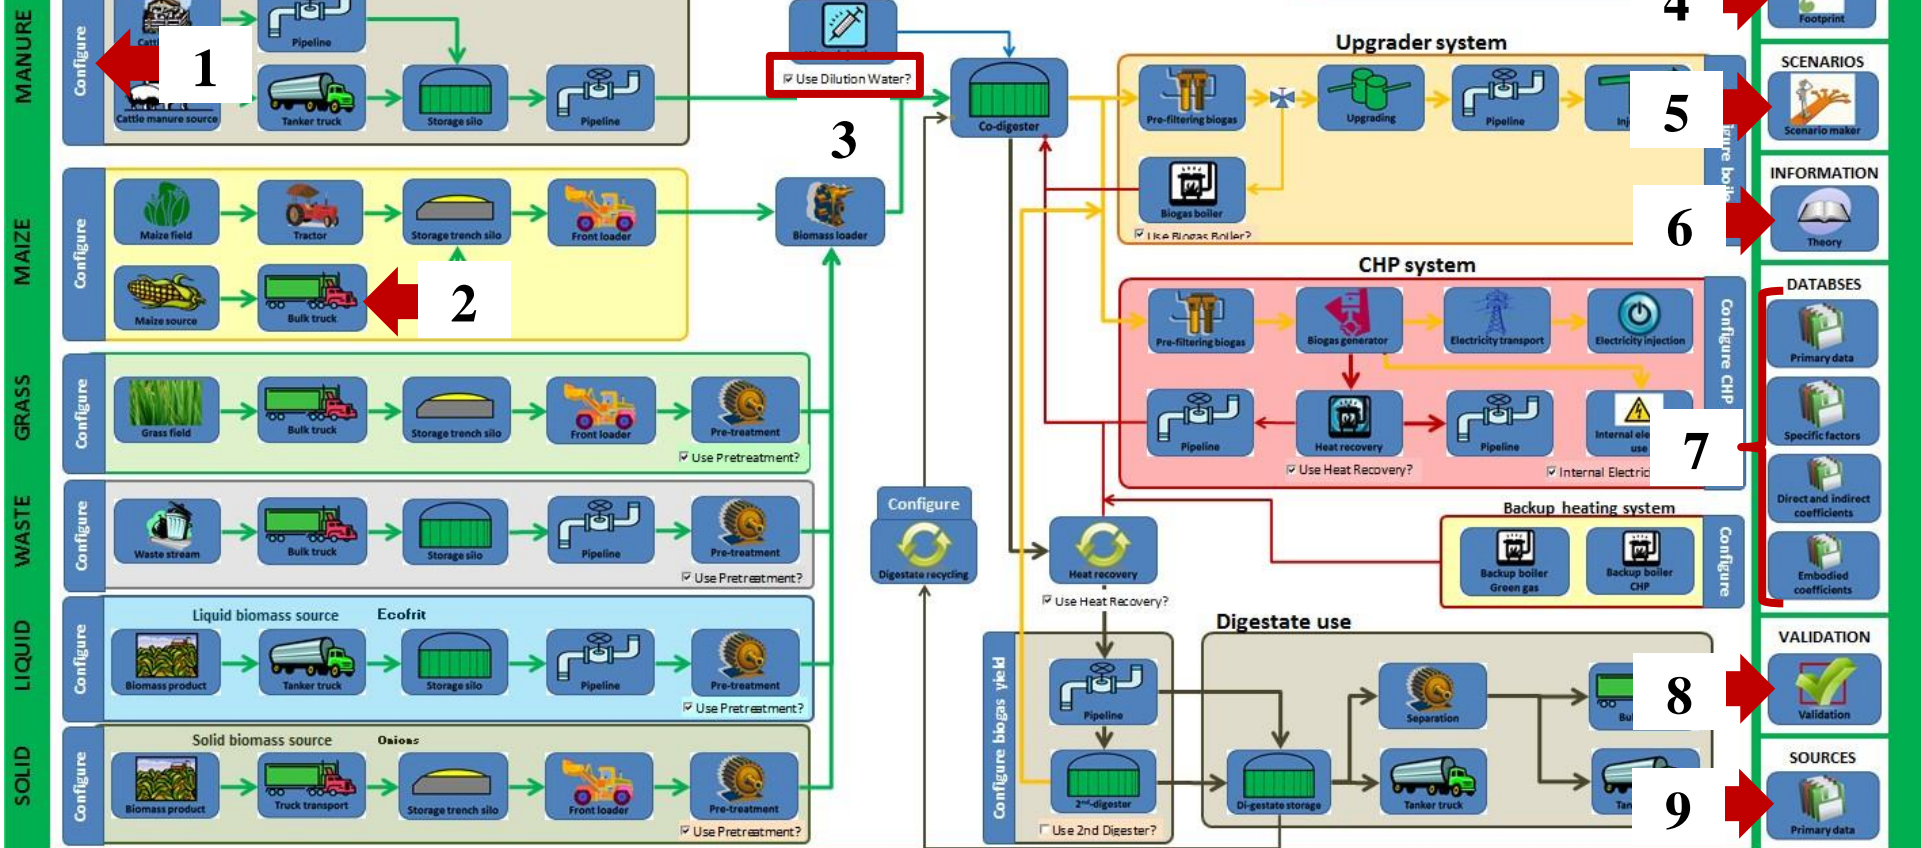 MANURE
Configure
Pipeline
1
Cattle manure source
Tanker truck
Storage silo
Pipeline
Use Dilution Water?
3
Co-digester
Upgrader system
Pre-filtering biogas
Upgrading
Pipeline
Biogas boiler
Use Biogas Boiler?
4
Footprint
SCENARIOS
5
Scenario maker
INFORMATION
6
Theory
MAIZE
Configure
Maize field
Tractor
Storage trench silo
Front loader
Biomass loader
Maize source
Bulk truck
2
CHP system
Configure CHP
Pre-filtering biogas
Biogas generator
Electricity transport
Electricity injection
Pipeline
Heat recovery
Pipeline
Internal ele
use
Use Heat Recovery?
Internal Electric
DATABSES
Primary data
7
Specific factors
Direct and indirect
coefficients
Embodied
coefficients
GRASS
Configure
Grass field
Bulk truck
Storage trench silo
Front loader
Pre-treatment
Use Pretreatment?
WASTE
Configure
Waste stream
Bulk truck
Storage silo
Pipeline
Pre-treatment
Use Pretreatment?
Configure
Digestate recycling
Heat recovery
Use Heat Recovery?
Backup heating system
Backup boiler
Green gas
Backup boiler
CHP
Configure
LIQUID
Configure
Liquid biomass source Ecofrit
Biomass product
Tanker truck
Storage silo
Pipeline
Pre-treatment
Use Pretreatment?
Configure biogas yield
Pipeline
2nd-digester
Use 2nd Digester?
Digestate use
Separation
Di-gestate storage
Tanker truck
VALIDATION
8
Validation
SOLID
Configure
Solid biomass source Onions
Biomass product
Truck transport
Storage trench silo
Front loader
Pre-treatment
Use Pretreatment?
SOURCES
9
Primary data